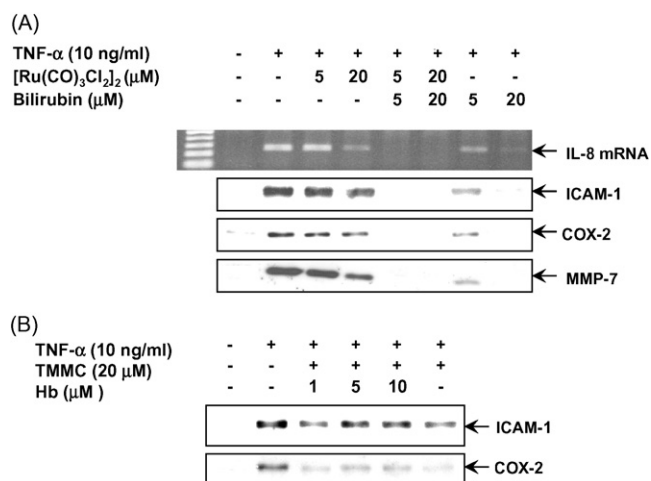 (A)
TNF-α (10 ng/ml) - + + + + + + +
[Ru(CO)₃Cl₂]₂ (μM) - - 5 20 5 20 - -
Bilirubin (μM) - - - - 5 20 5 20
IL-8 mRNA
ICAM-1
COX-2
MMP-7
(B)
TNF-α (10 ng/ml) - + + + + +
TMMC (20 μM) - - + + + +
Hb (μM ) - - 1 5 10 -
ICAM-1
COX-2